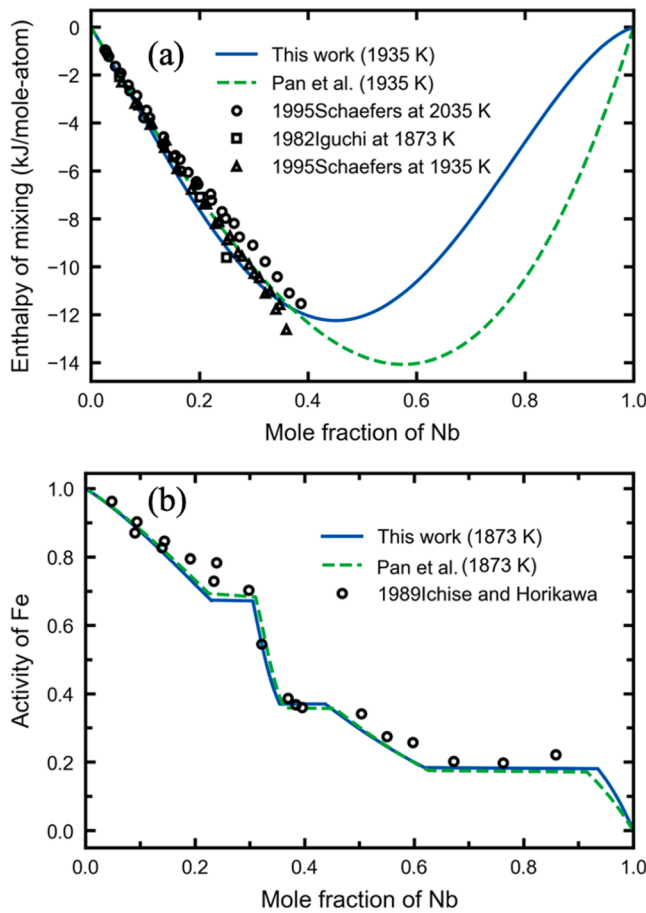 (a)
This work (1935 K)
Pan et al. (1935 K)
1995Schaefers at 2035 K
1982Iguchi at 1873 K
1995Schaefers at 1935 K
Enthalpy of mixing (kJ/mole-atom)
0
−2
−4
−6
−8
−10
−12
−14
0.0 0.2 0.4 0.6 0.8 1.0
Mole fraction of Nb
(b)
This work (1873 K)
Pan et al. (1873 K)
1989Ichise and Horikawa
Activity of Fe
1.0
0.8
0.6
0.4
0.2
0.0
0.0 0.2 0.4 0.6 0.8 1.0
Mole fraction of Nb